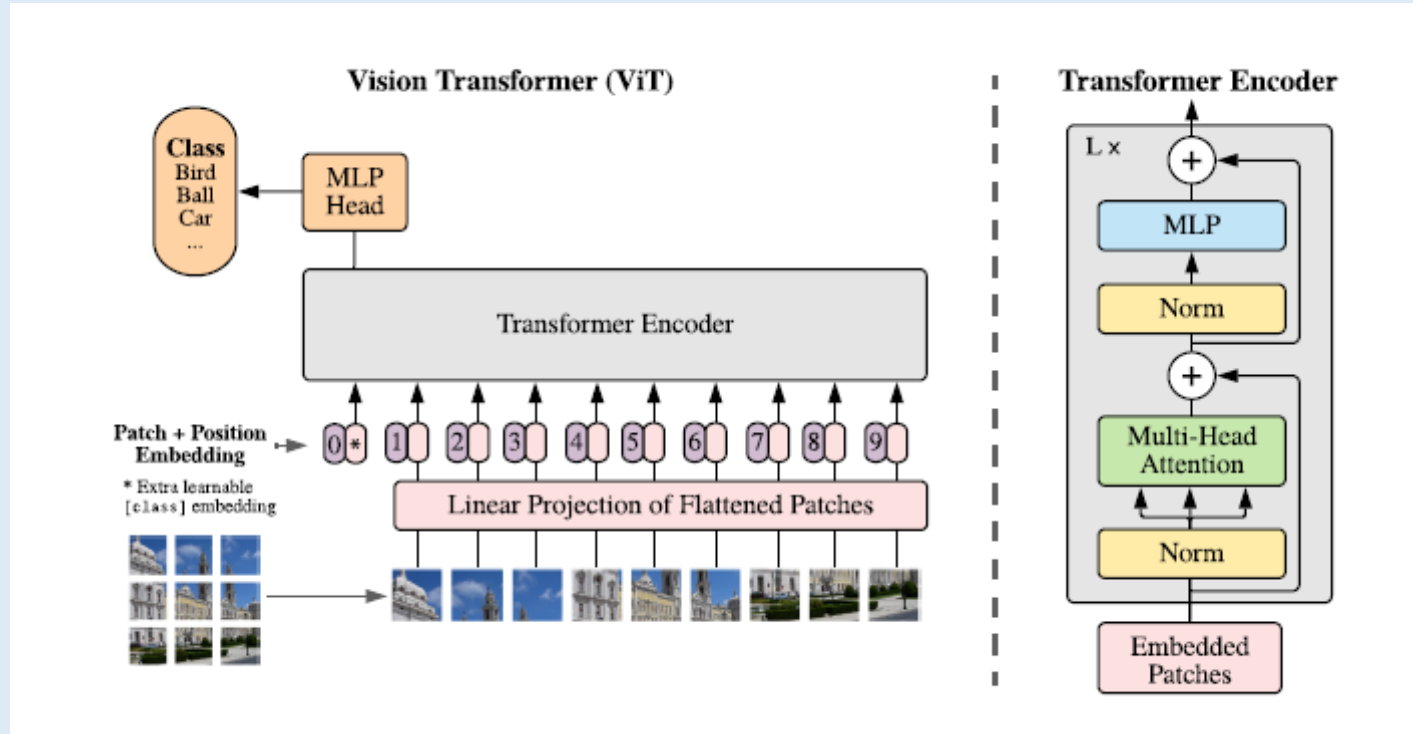 Vision Transformer (ViT)
Class
Bird
Ball
Car
...
MLP
Head
Transformer Encoder
Patch + Position
Embedding
* Extra learnable
[class] embedding
0 * 1 2 3 4 5 6 7 8 9
Linear Projection of Flattened Patches
Transformer Encoder
L ×
+
MLP
Norm
+
Multi-Head
Attention
Norm
Embedded
Patches